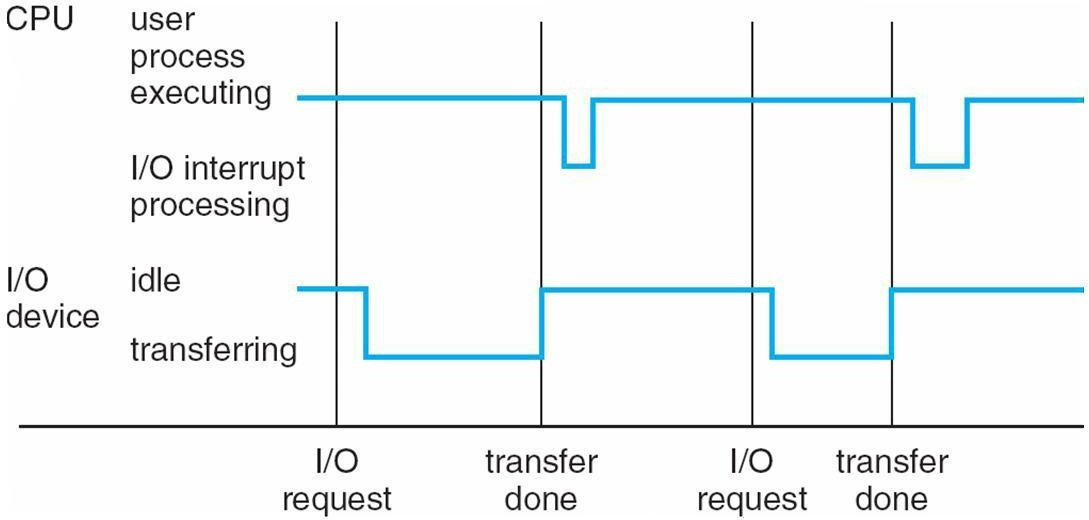 CPU user
process
executing
I/O interrupt
processing
I/O idle
device
transferring
I/O transfer I/O transfer
request done request done